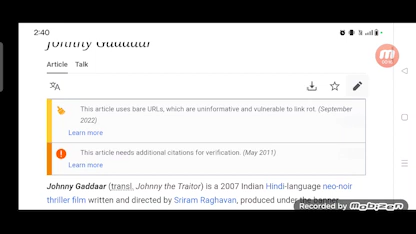 2:40
Johnny Gaddaar
Article Talk
This article uses bare URLs, which are uninformative and vulnerable to link rot. (September
2022)
Learn more
This article needs additional citations for verification. (May 2011)
Learn more
Johnny Gaddaar (transl. Johnny the Traitor) is a 2007 Indian Hindi-language neo-noir
thriller film written and directed by Sriram Raghavan, produced under the banner
Recorded by Mobizen